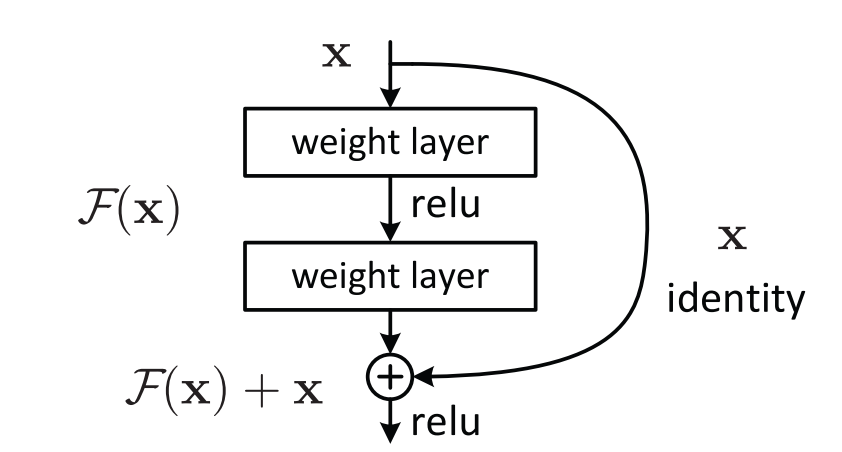 x
weight layer
relu
F(x)
x
weight layer
identity
F(x) + x
+
relu